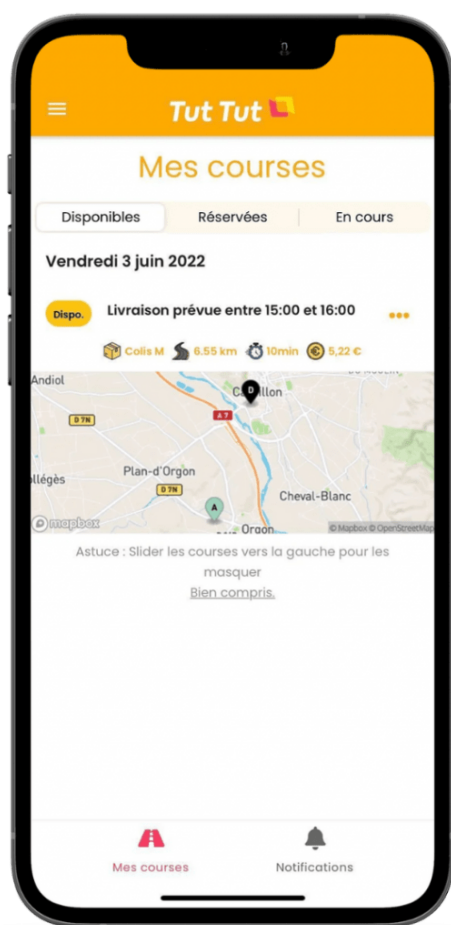 Tut Tut
Mes courses
Disponibles Réservées En cours
Vendredi 3 juin 2022
Dispo. Livraison prévue entre 15:00 et 16:00
Colis M 6.55 km 10min 5,22 €
Andiol
D
D 7N
A 7
Plan-d'Orgon
llégès
D 7N
Cheval-Blanc
A
Orgon
mapbox
© Mapbox © OpenStreetMap
Astuce : Slider les courses vers la gauche pour les
masquer
Bien compris.
Mes courses Notifications